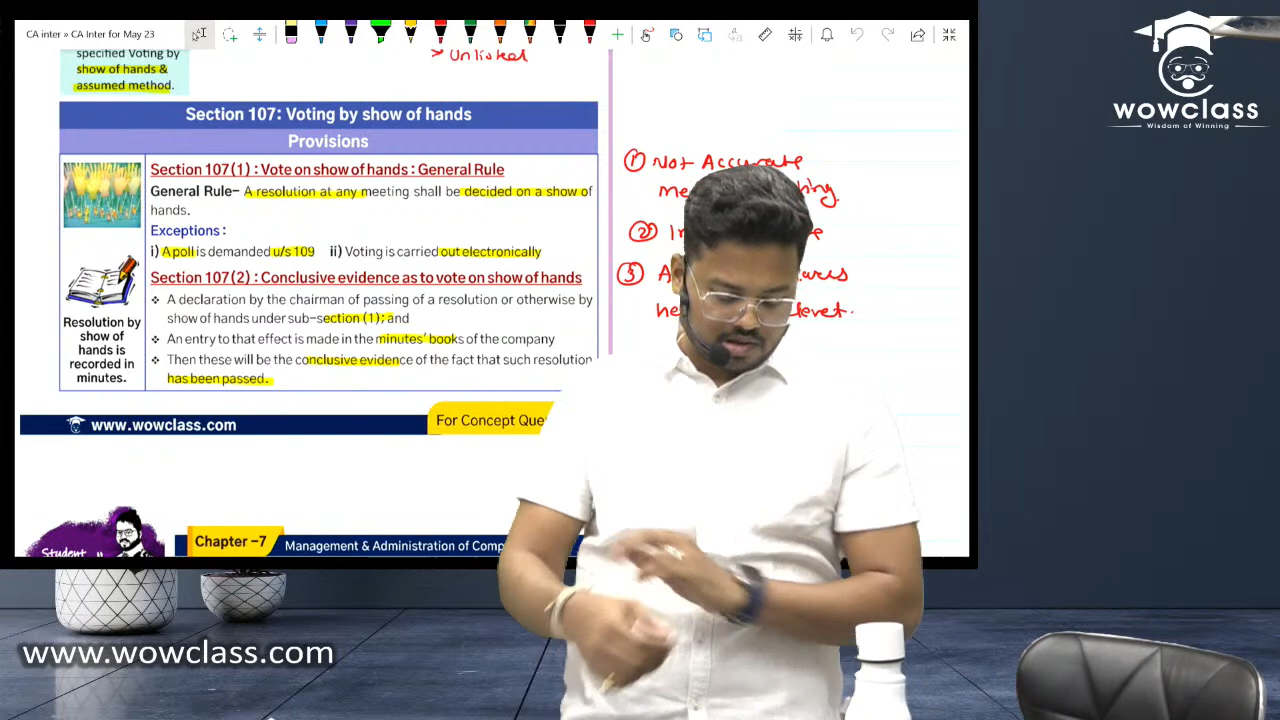 CA inter » CA Inter for May 23
specified Voting by
show of hands &
assumed method.
> Unlisted
Section 107: Voting by show of hands
Provisions
Section 107(1) : Vote on show of hands : General Rule
General Rule– A resolution at any meeting shall be decided on a show of
hands.
Exceptions :
i) A poll is demanded u/s 109 ii) Voting is carried out electronically
Section 107(2) : Conclusive evidence as to vote on show of hands
❖ A declaration by the chairman of passing of a resolution or otherwise by
show of hands under sub-section (1); and
❖ An entry to that effect is made in the minutes' books of the company
❖ Then these will be the conclusive evidence of the fact that such resolution
has been passed.
Resolution by
show of
hands is
recorded in
minutes.
① Not Accurate
②
③
www.wowclass.com
For Concept
Student
Chapter –7
Management & Administration of
wowclass
Wisdom of Winning
www.wowclass.com